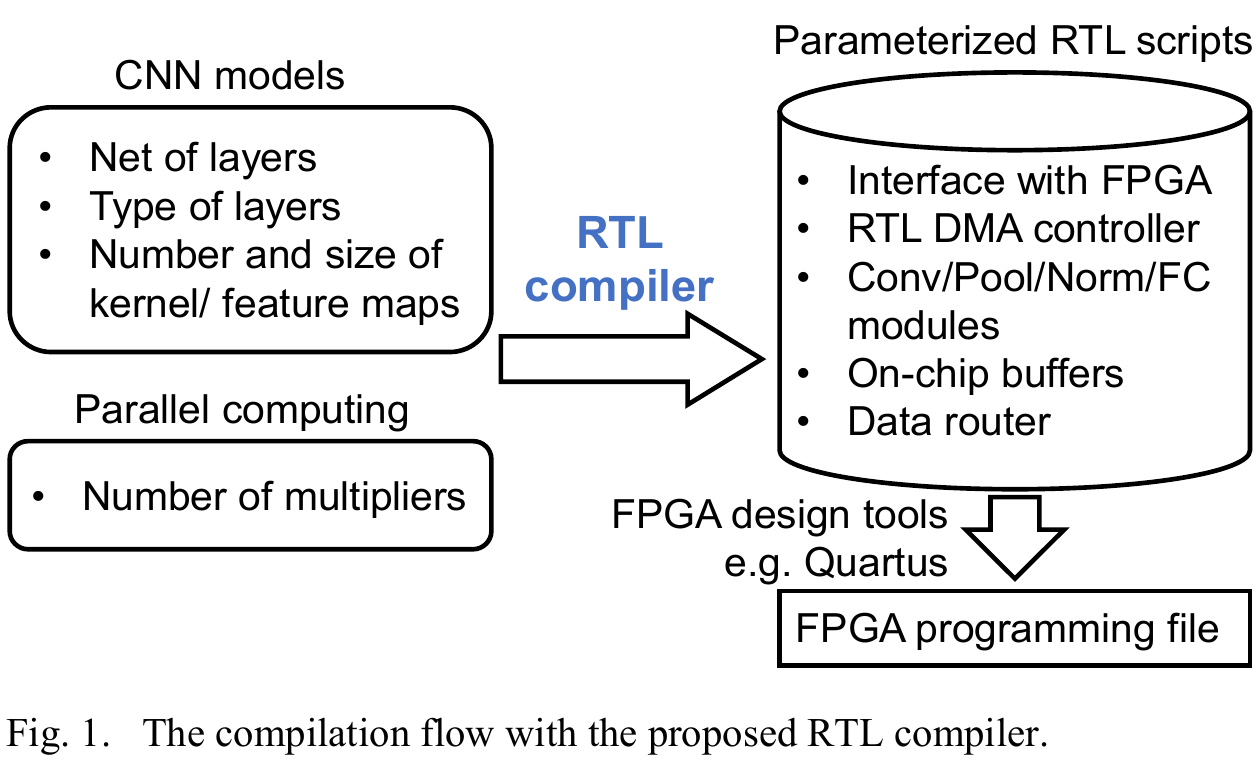 CNN models
• Net of layers
• Type of layers
• Number and size of
kernel/ feature maps
Parallel computing
• Number of multipliers
RTL
compiler
Parameterized RTL scripts
• Interface with FPGA
• RTL DMA controller
• Conv/Pool/Norm/FC
modules
• On-chip buffers
• Data router
FPGA design tools
e.g. Quartus
FPGA programming file
Fig. 1. The compilation flow with the proposed RTL compiler.